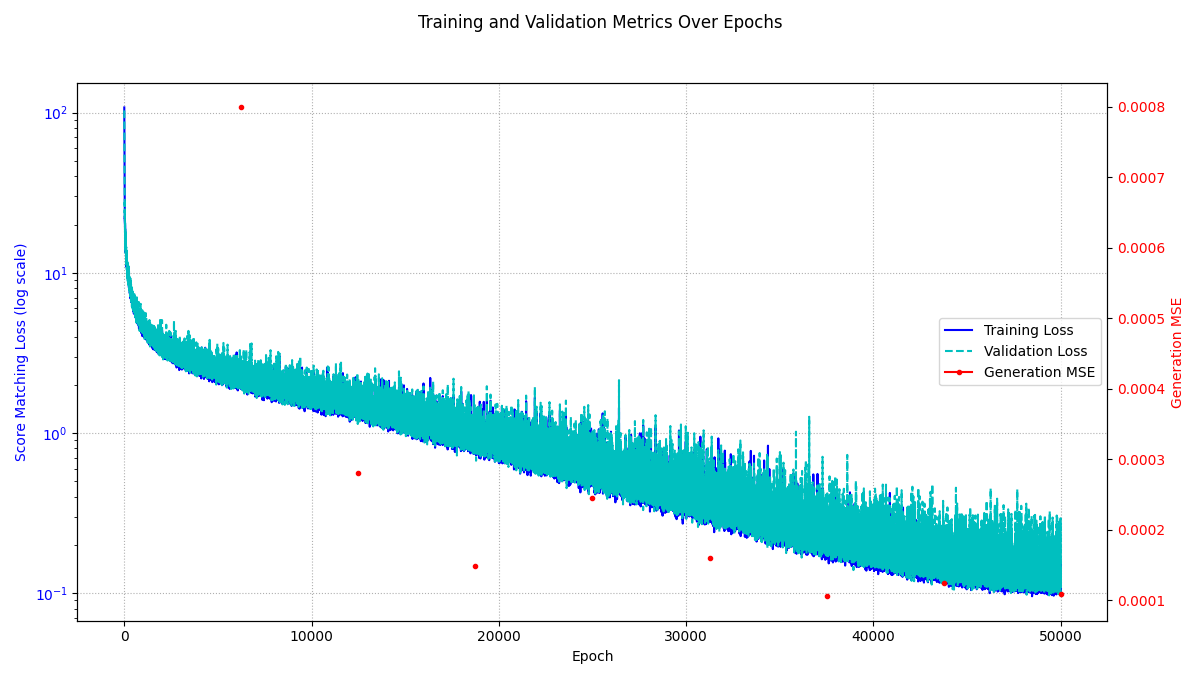 Training and Validation Metrics Over Epochs
Score Matching Loss (log scale)
10²
10¹
10⁰
10⁻¹
0.0008
0.0007
0.0006
0.0005
0.0004
0.0003
0.0002
0.0001
Generation MSE
Training Loss
Validation Loss
Generation MSE
0 10000 20000 30000 40000 50000
Epoch